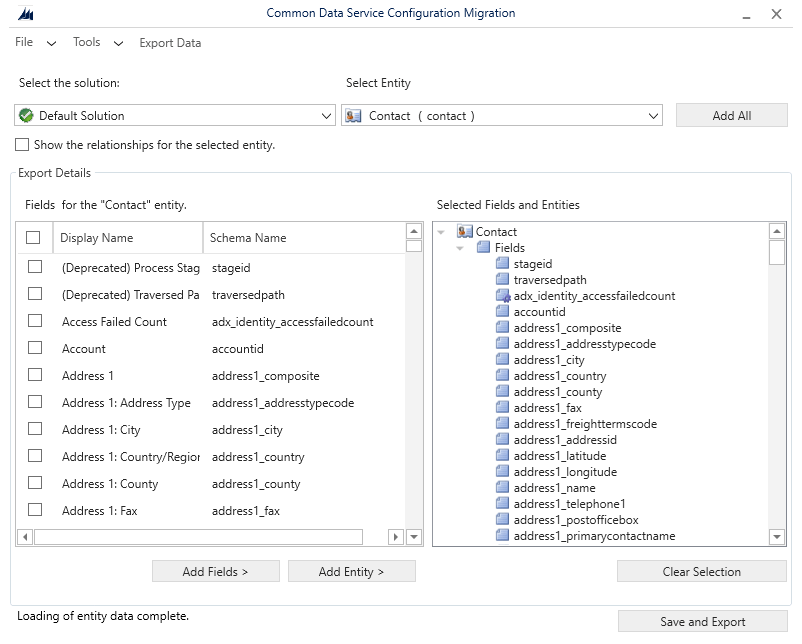 Common Data Service Configuration Migration
File Tools Export Data
Select the solution: Select Entity
Default Solution Contact ( contact ) Add All
Show the relationships for the selected entity.
Export Details
Fields for the "Contact" entity.
Display Name Schema Name
(Deprecated) Process Stag stageid
(Deprecated) Traversed Pa traversedpath
Access Failed Count adx_identity_accessfailedcount
Account accountid
Address 1 address1_composite
Address 1: Address Type address1_addresstypecode
Address 1: City address1_city
Address 1: Country/Region address1_country
Address 1: County address1_county
Address 1: Fax address1_fax
Add Fields > Add Entity >
Selected Fields and Entities
Contact
Fields
stageid
traversedpath
adx_identity_accessfailedcount
accountid
address1_composite
address1_addresstypecode
address1_city
address1_country
address1_county
address1_fax
address1_freighttermscode
address1_addressid
address1_latitude
address1_longitude
address1_name
address1_telephone1
address1_postofficebox
address1_primarycontactname
Clear Selection
Loading of entity data complete.
Save and Export